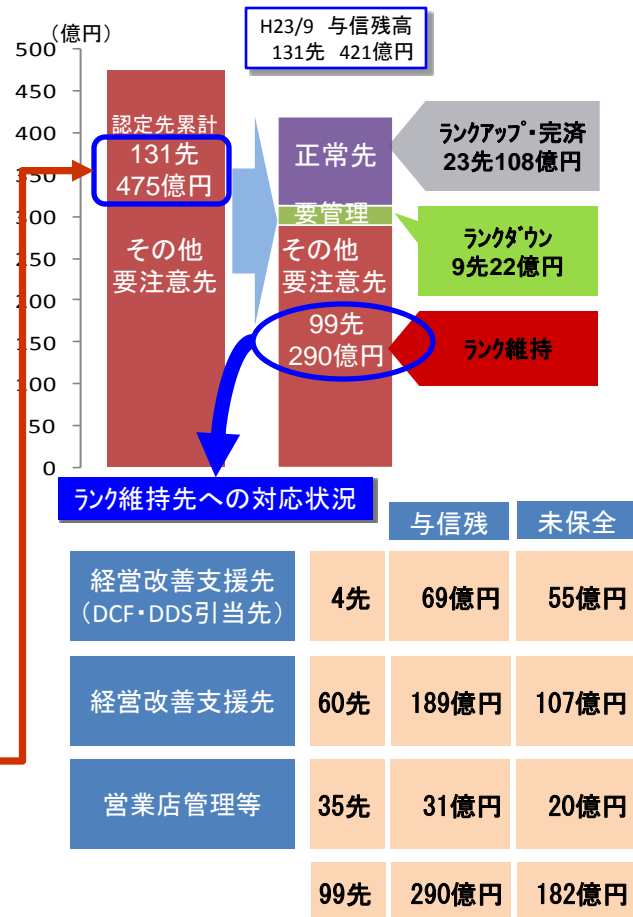 （億円）
H23/9 与信残高
131先 421億円
500
450
400
350
300
250
200
150
100
50
0
認定先累計
131先
475億円
その他
要注意先
正常先
要管理
その他
要注意先
99先
290億円
ランクアップ・完済
23先108億円
ランクダウン
9先22億円
ランク維持
ランク維持先への対応状況
与信残 未保全
経営改善支援先
（DCF・DDS引当先） 4先 69億円 55億円
経営改善支援先 60先 189億円 107億円
営業店管理等 35先 31億円 20億円
99先 290億円 182億円